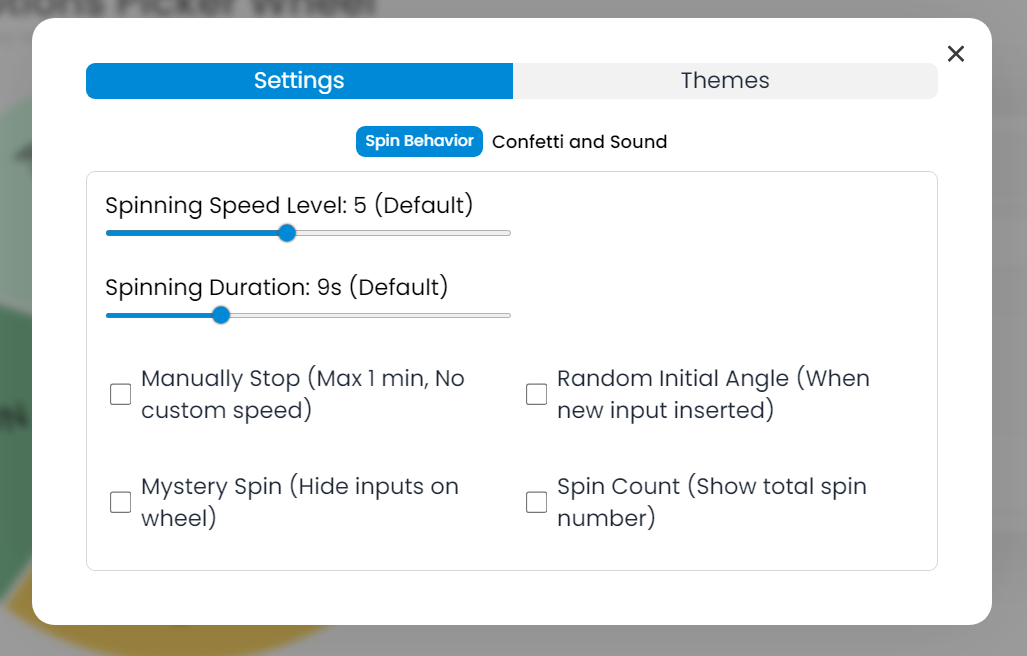 Picker Wheel
Settings
Themes
Spin Behavior
Confetti and Sound
Spinning Speed Level: 5 (Default)
Spinning Duration: 9s (Default)
Manually Stop (Max 1 min, No
custom speed)
Random Initial Angle (When
new input inserted)
Mystery Spin (Hide inputs on
wheel)
Spin Count (Show total spin
number)